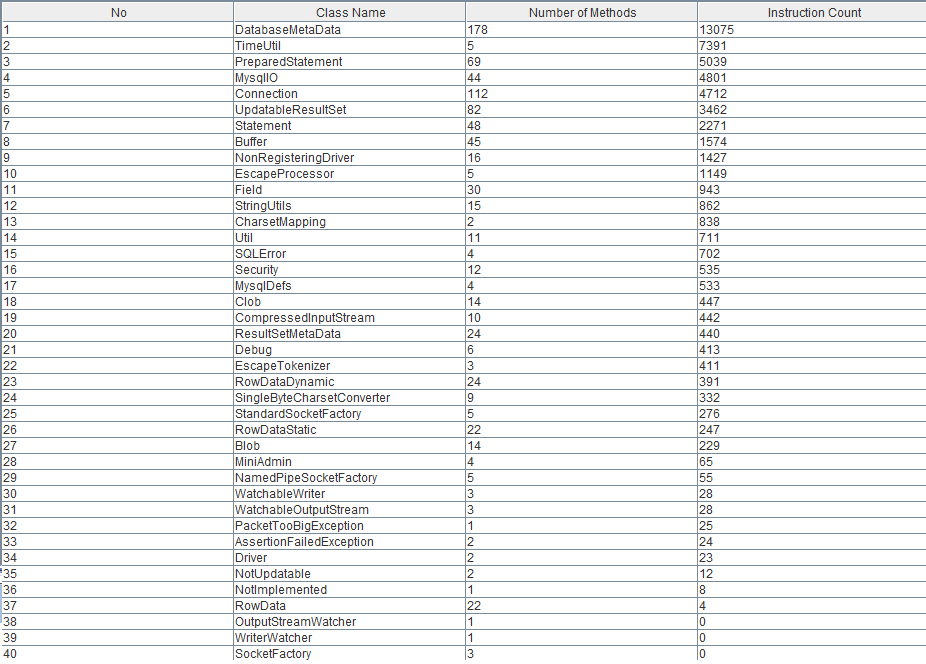 No Class Name Number of Methods Instruction Count
1 DatabaseMetaData 178 13075
2 TimeUtil 5 7391
3 PreparedStatement 69 5039
4 MysqlIO 44 4801
5 Connection 112 4712
6 UpdatableResultSet 82 3462
7 Statement 48 2271
8 Buffer 45 1574
9 NonRegisteringDriver 16 1427
10 EscapeProcessor 5 1149
11 Field 30 943
12 StringUtils 15 862
13 CharsetMapping 2 838
14 Util 11 711
15 SQLError 4 702
16 Security 12 535
17 MysqlDefs 4 533
18 Clob 14 447
19 CompressedInputStream 10 442
20 ResultSetMetaData 24 440
21 Debug 6 413
22 EscapeTokenizer 3 411
23 RowDataDynamic 24 391
24 SingleByteCharsetConverter 9 332
25 StandardSocketFactory 5 276
26 RowDataStatic 22 247
27 Blob 14 229
28 MiniAdmin 4 65
29 NamedPipeSocketFactory 5 55
30 WatchableWriter 3 28
31 WatchableOutputStream 3 28
32 PacketTooBigException 1 25
33 AssertionFailedException 2 24
34 Driver 2 23
35 NotUpdatable 2 12
36 NotImplemented 1 8
37 RowData 22 4
38 OutputStreamWatcher 1 0
39 WriterWatcher 1 0
40 SocketFactory 3 0